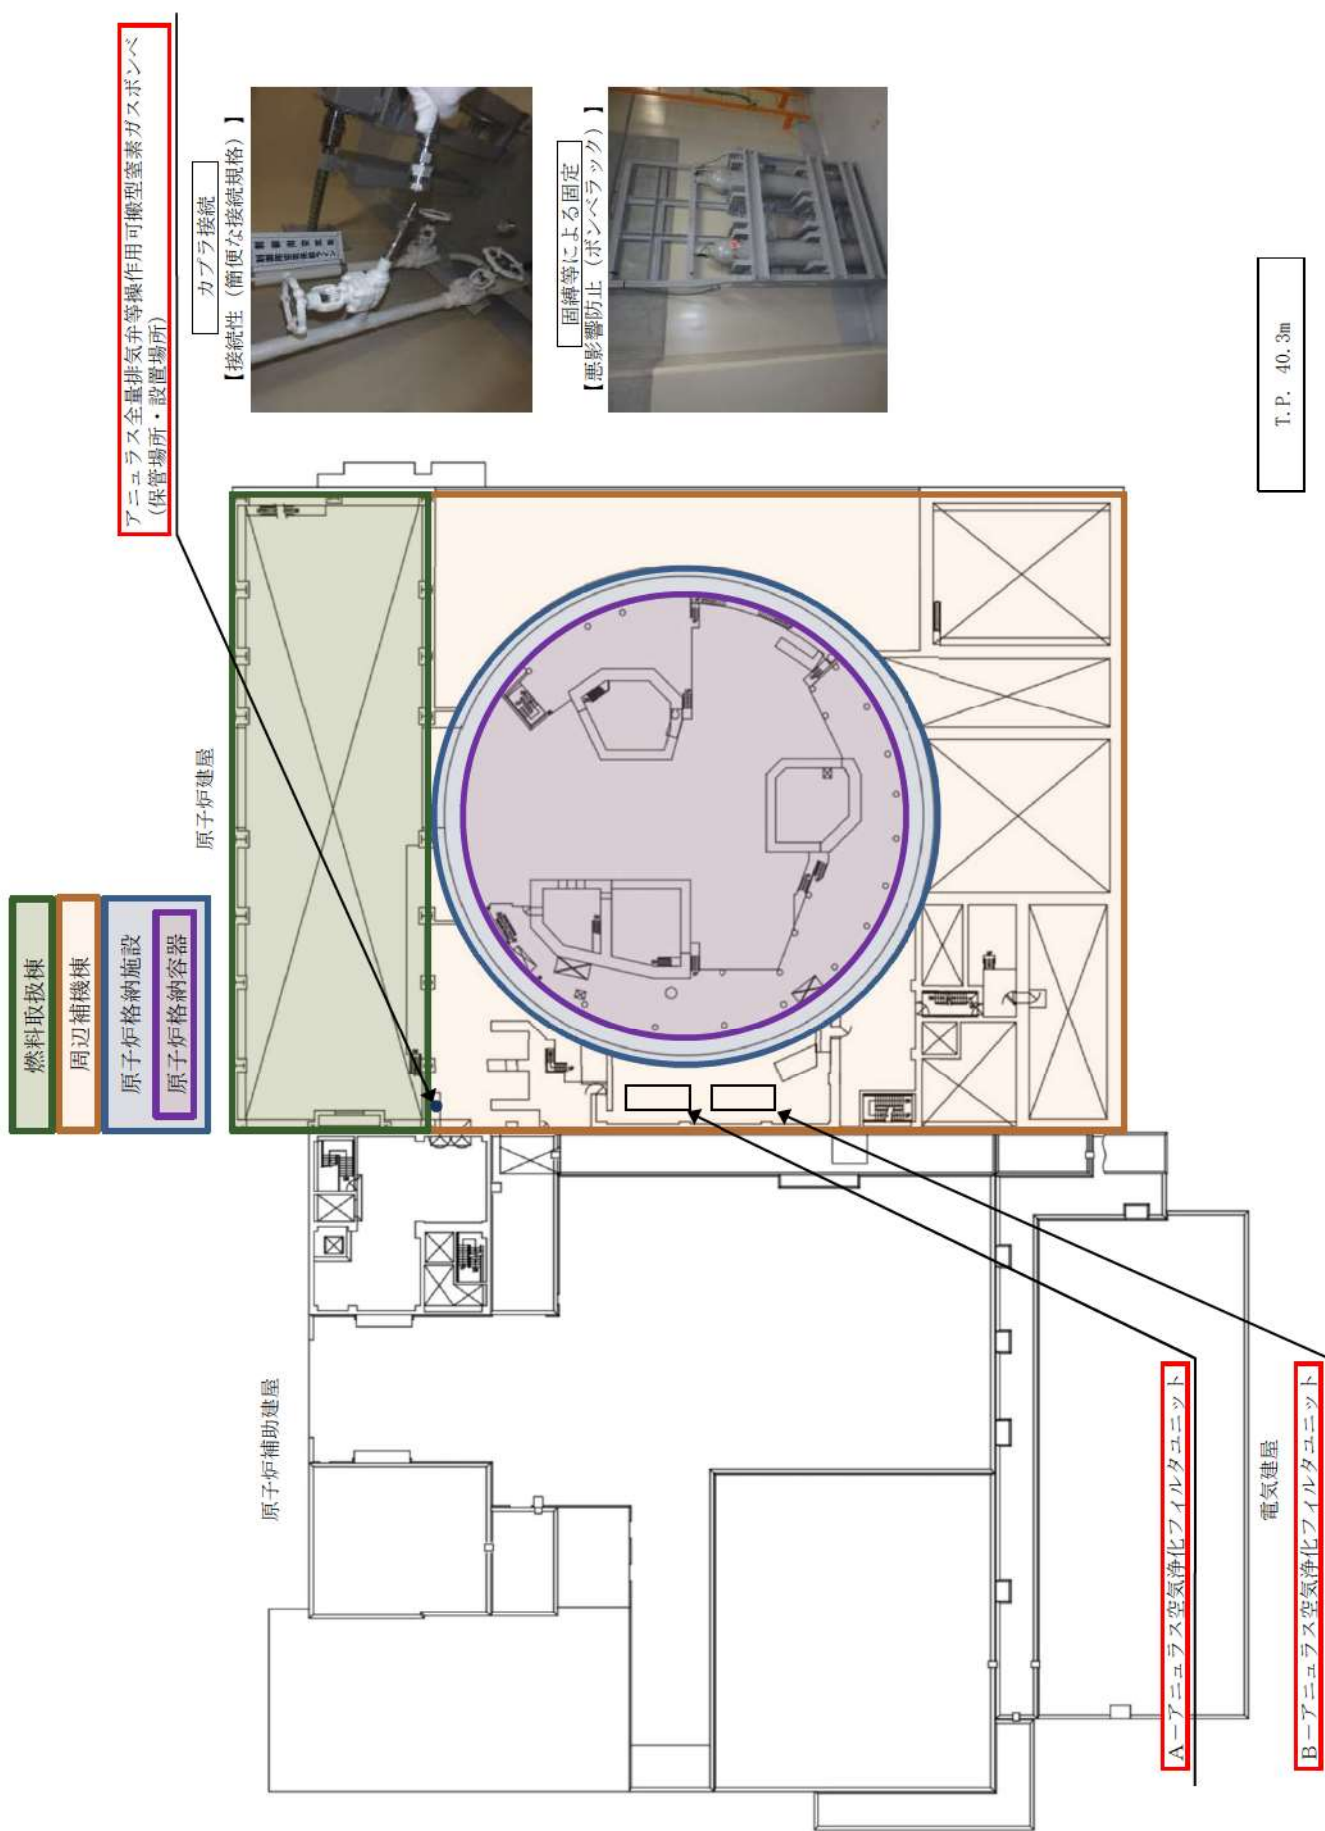 燃料取扱棟
周辺補機棟
原子炉格納施設
原子炉格納容器
原子炉建屋
原子炉補助建屋
電気建屋
アニュラス全量排気弁等操作用可搬型窒素ガスボンベ
(保管場所・設置場所)
カプラ接続
【接続性（簡便な接続規格）】
固縛等による固定
【悪影響防止（ボンベラック）】
A－アニュラス空気浄化フィルタユニット
B－アニュラス空気浄化フィルタユニット
T.P. 40.3m